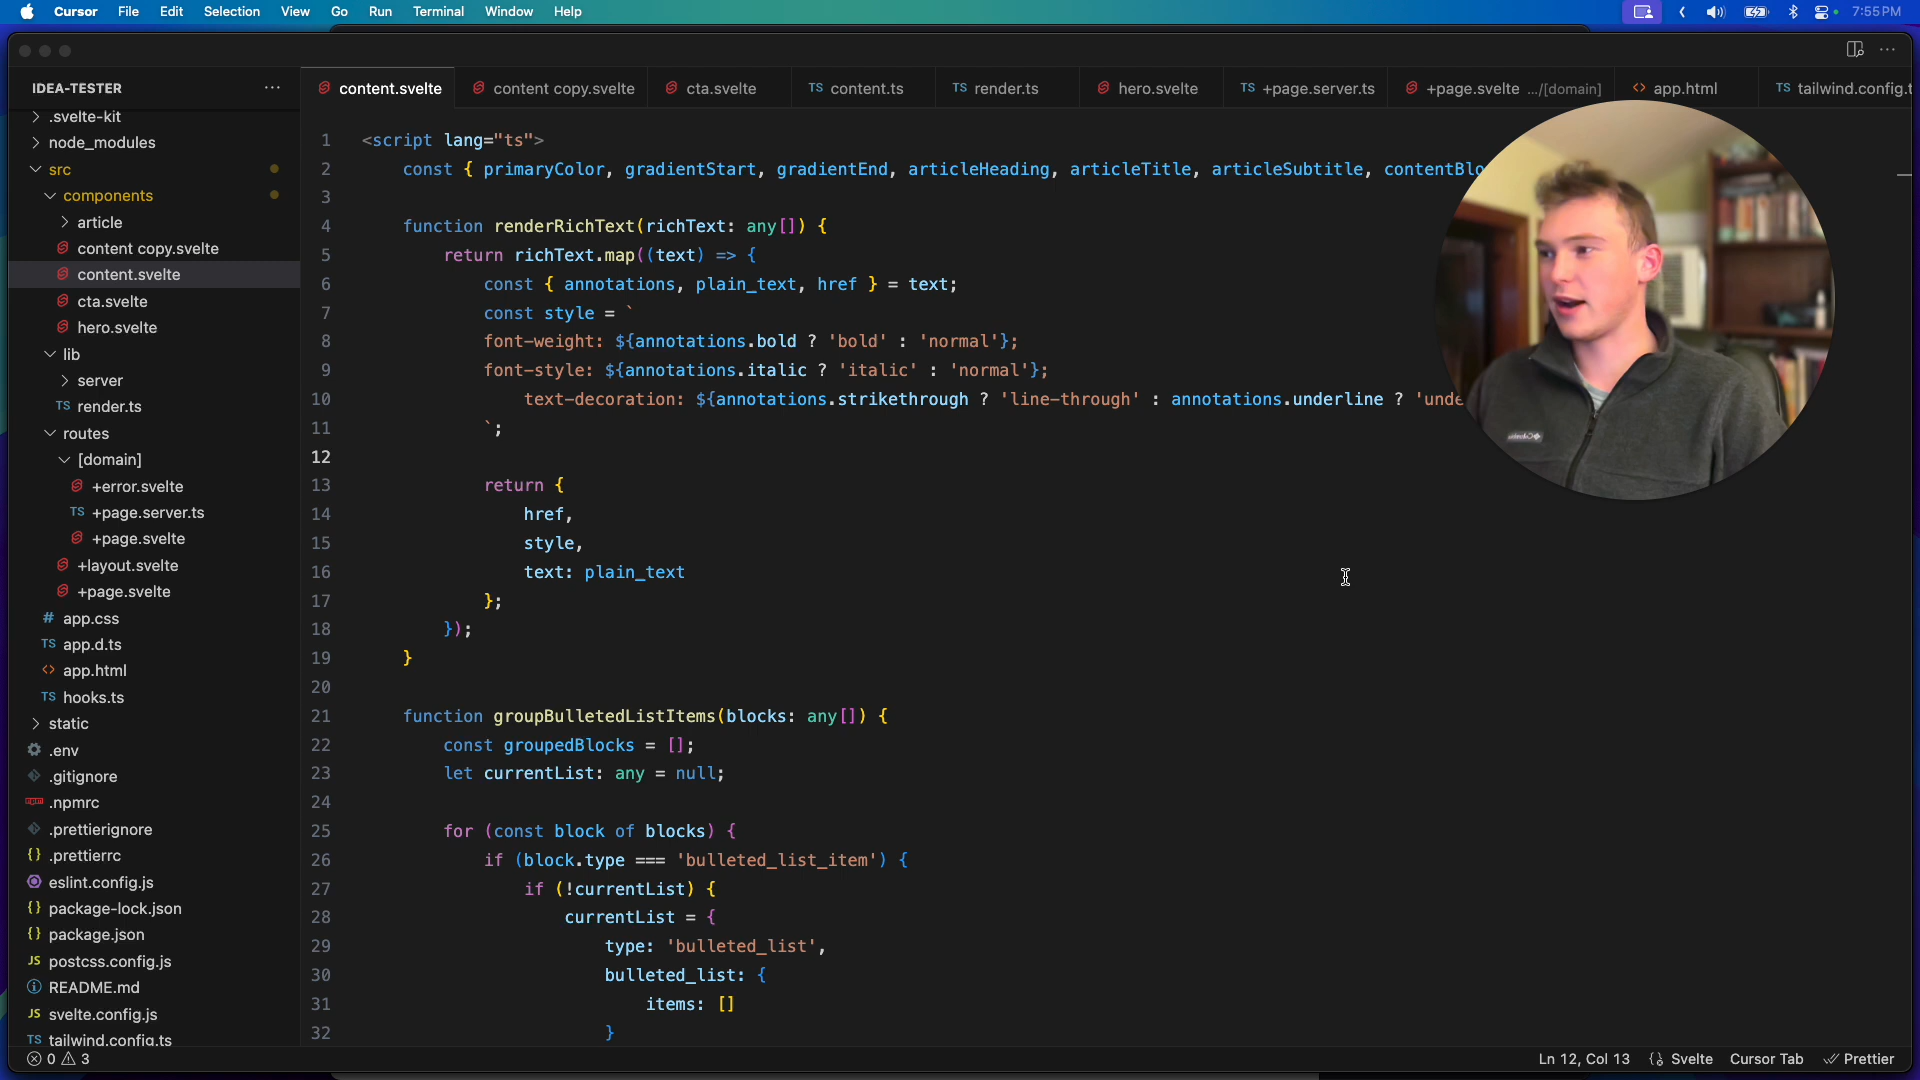 Cursor File Edit Selection View Go Run Terminal Window Help 7:55 PM
IDEA-TESTER ...
.svelte-kit
node_modules
src
components
article
content copy.svelte
content.svelte
cta.svelte
hero.svelte
lib
server
TS render.ts
routes
[domain]
+error.svelte
TS +page.server.ts
+page.svelte
+layout.svelte
+page.svelte
# app.css
TS app.d.ts
<> app.html
TS hooks.ts
static
.env
.gitignore
.npmrc
.prettierignore
{} .prettierrc
eslint.config.js
{} package-lock.json
{} package.json
JS postcss.config.js
README.md
JS svelte.config.js
TS tailwind.config.ts
content.svelte content copy.svelte cta.svelte TS content.ts TS render.ts hero.svelte TS +page.server.ts +page.svelte .../[domain] <> app.html TS tailwind.config.t
1 <script lang="ts">
2 const { primaryColor, gradientStart, gradientEnd, articleHeading, articleTitle, articleSubtitle, contentBlo
3
4 function renderRichText(richText: any[]) {
5 return richText.map((text) => {
6 const { annotations, plain_text, href } = text;
7 const style = `
8 font-weight: ${annotations.bold ? 'bold' : 'normal'};
9 font-style: ${annotations.italic ? 'italic' : 'normal'};
10 text-decoration: ${annotations.strikethrough ? 'line-through' : annotations.underline ? 'unde
11 `;
12
13 return {
14 href,
15 style,
16 text: plain_text
17 };
18 });
19 }
20
21 function groupBulletedListItems(blocks: any[]) {
22 const groupedBlocks = [];
23 let currentList: any = null;
24
25 for (const block of blocks) {
26 if (block.type === 'bulleted_list_item') {
27 if (!currentList) {
28 currentList = {
29 type: 'bulleted_list',
30 bulleted_list: {
31 items: []
32 }
0 3
Ln 12, Col 13 {} Svelte Cursor Tab Prettier